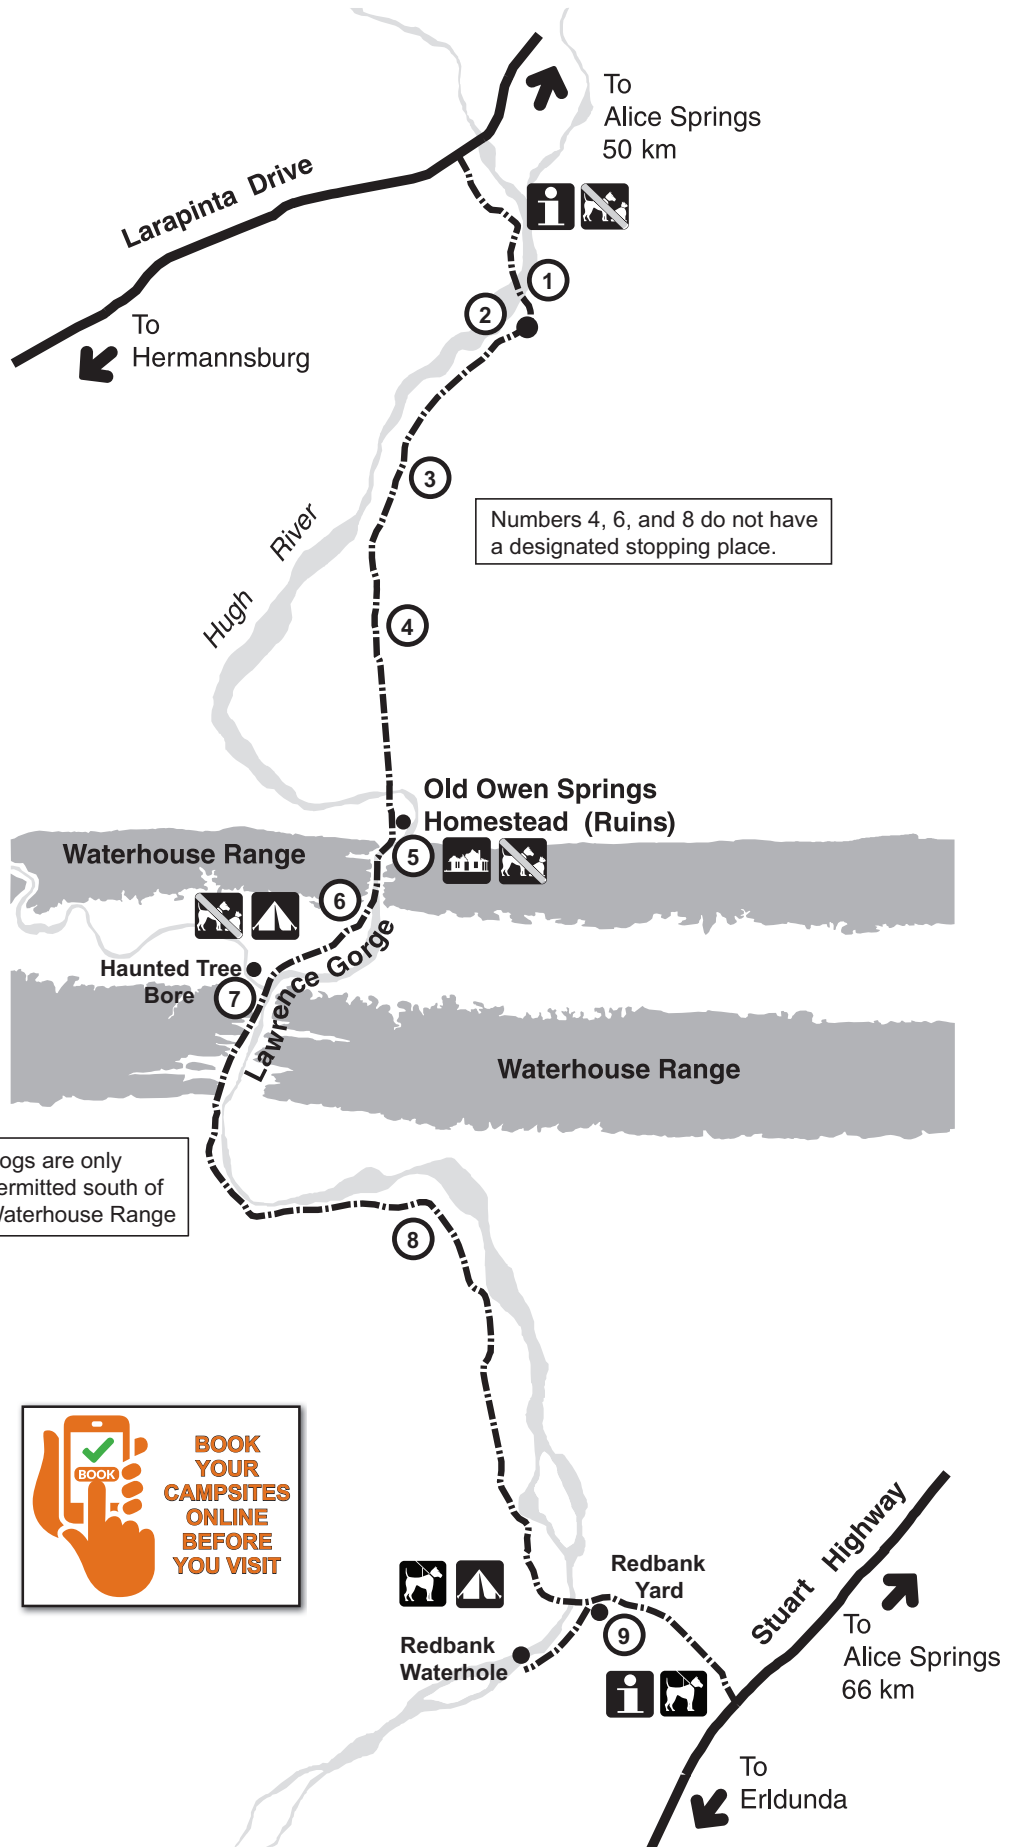 To
Alice Springs
50 km
Larapinta Drive
1
2
To
Hermannsburg
3
Numbers 4, 6, and 8 do not have
a designated stopping place.
Hugh River
4
Old Owen Springs
Homestead (Ruins)
Waterhouse Range
5
6
Lawrence Gorge
Haunted Tree
Bore
7
Waterhouse Range
ogs are only
ermitted south of
Waterhouse Range
8
BOOK
BOOK
YOUR
CAMPSITES
ONLINE
BEFORE
YOU VISIT
Stuart Highway
Redbank
Yard
9
Redbank
Waterhole
To
Alice Springs
66 km
To
Erldunda